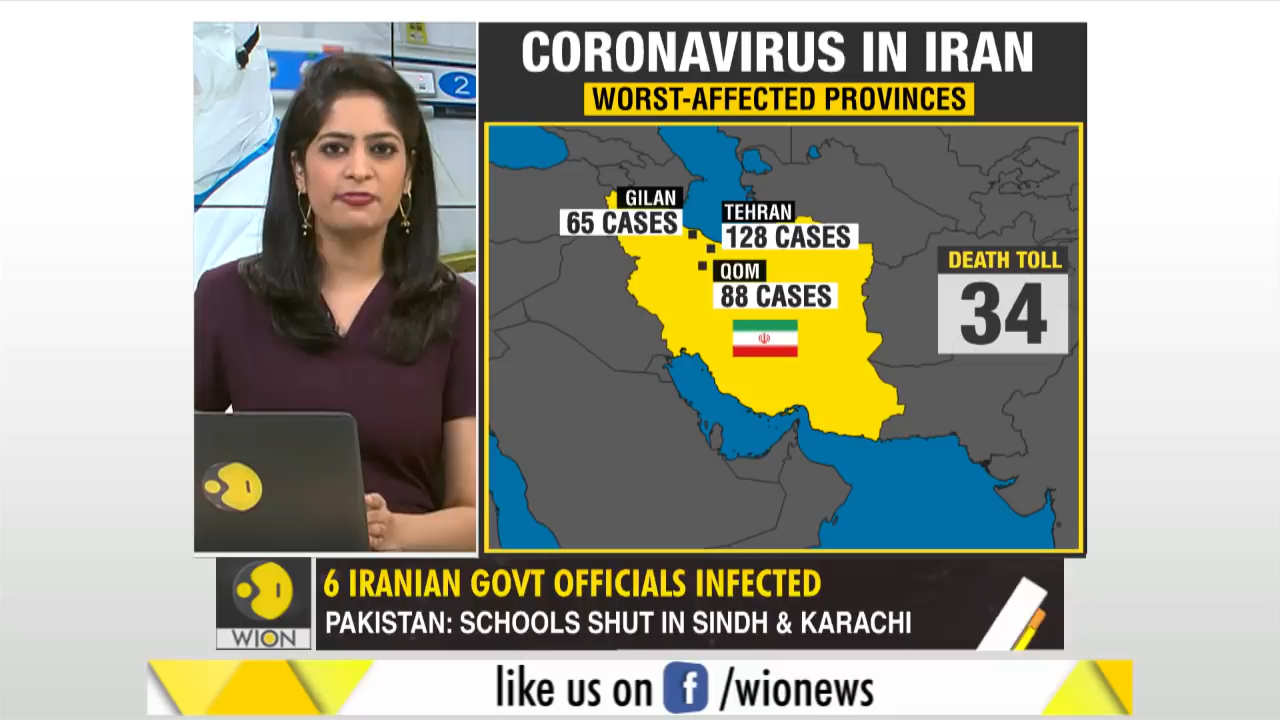 CORONAVIRUS IN IRAN
WORST-AFFECTED PROVINCES
2
GILAN
65 CASES
TEHRAN
128 CASES
QOM
88 CASES
DEATH TOLL
34
6 IRANIAN GOVT OFFICIALS INFECTED
PAKISTAN: SCHOOLS SHUT IN SINDH & KARACHI
WION
like us on f /wionews